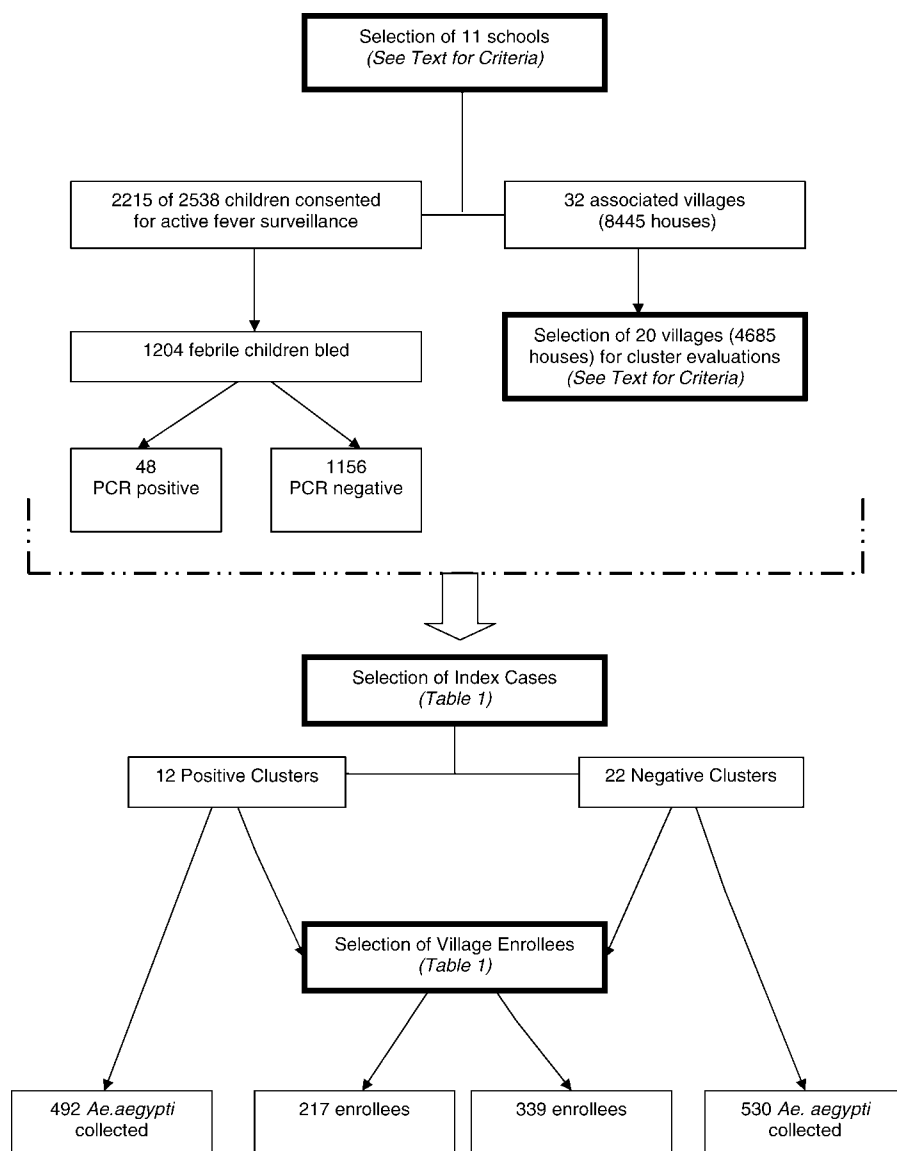 Selection of 11 schools
(See Text for Criteria)
2215 of 2538 children consented
for active fever surveillance
32 associated villages
(8445 houses)
Selection of 20 villages (4685
houses) for cluster evaluations
(See Text for Criteria)
1204 febrile children bled
48
PCR positive
1156
PCR negative
Selection of Index Cases
(Table 1)
12 Positive Clusters
22 Negative Clusters
Selection of Village Enrollees
(Table 1)
492 Ae.aegypti
collected
217 enrollees
339 enrollees
530 Ae. aegypti
collected